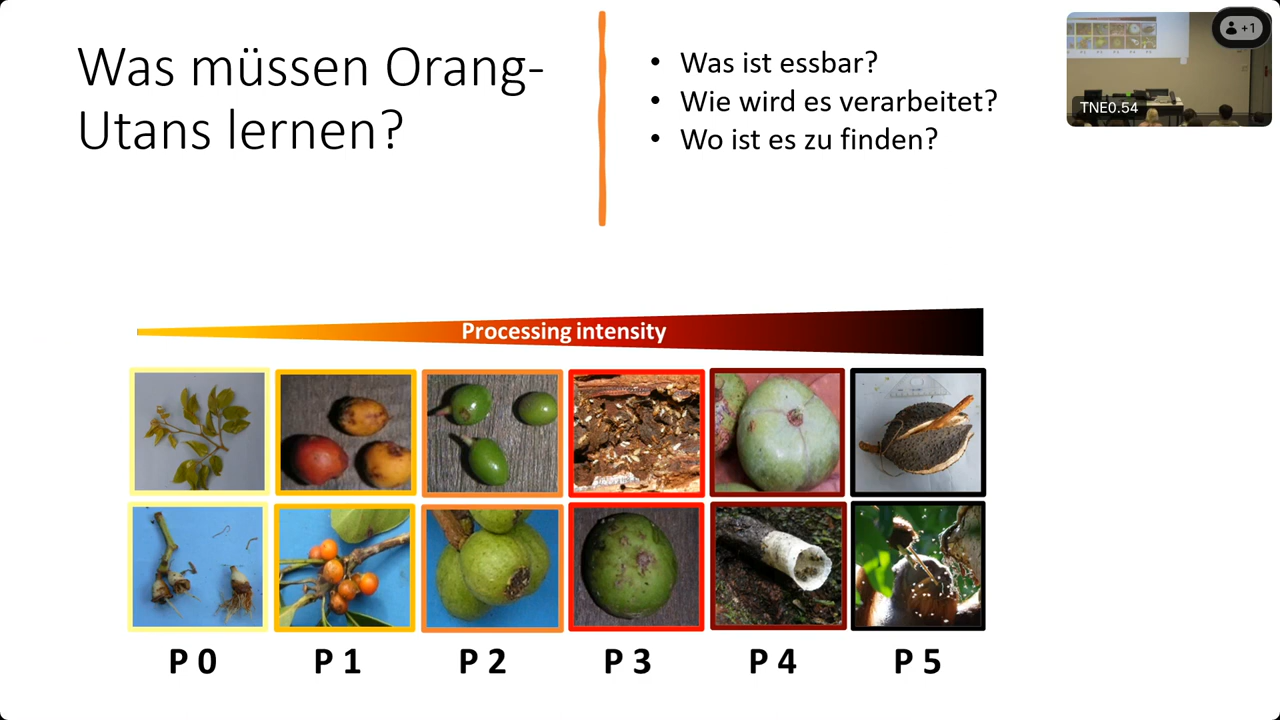 Was müssen Orang-
Utans lernen?
• Was ist essbar?
• Wie wird es verarbeitet?
• Wo ist es zu finden?
+1
TNE0.54
Processing intensity
P 0
P 1
P 2
P 3
P 4
P 5